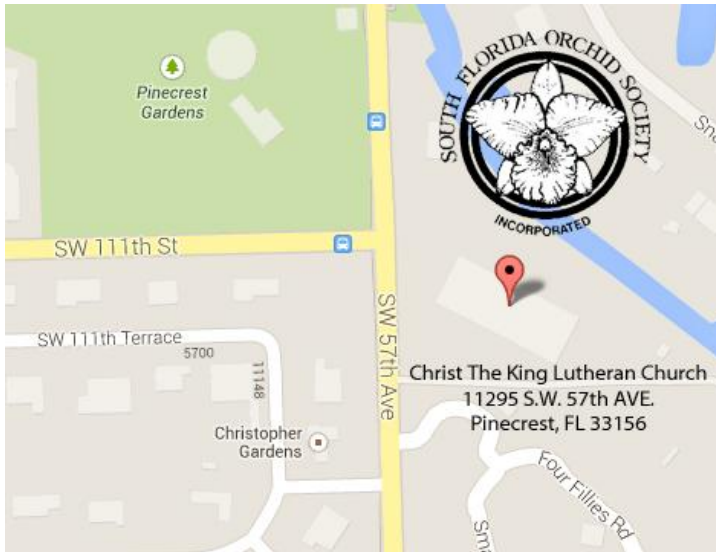 SOUTH FLORIDA ORCHID SOCIETY
INCORPORATED
Pinecrest
Gardens
SW 111th St
SW 111th Terrace
5700
11148
SW 57th Ave
Christopher
Gardens
Christ The King Lutheran Church
11295 S.W. 57th AVE.
Pinecrest, FL 33156
Four Fillies Rd